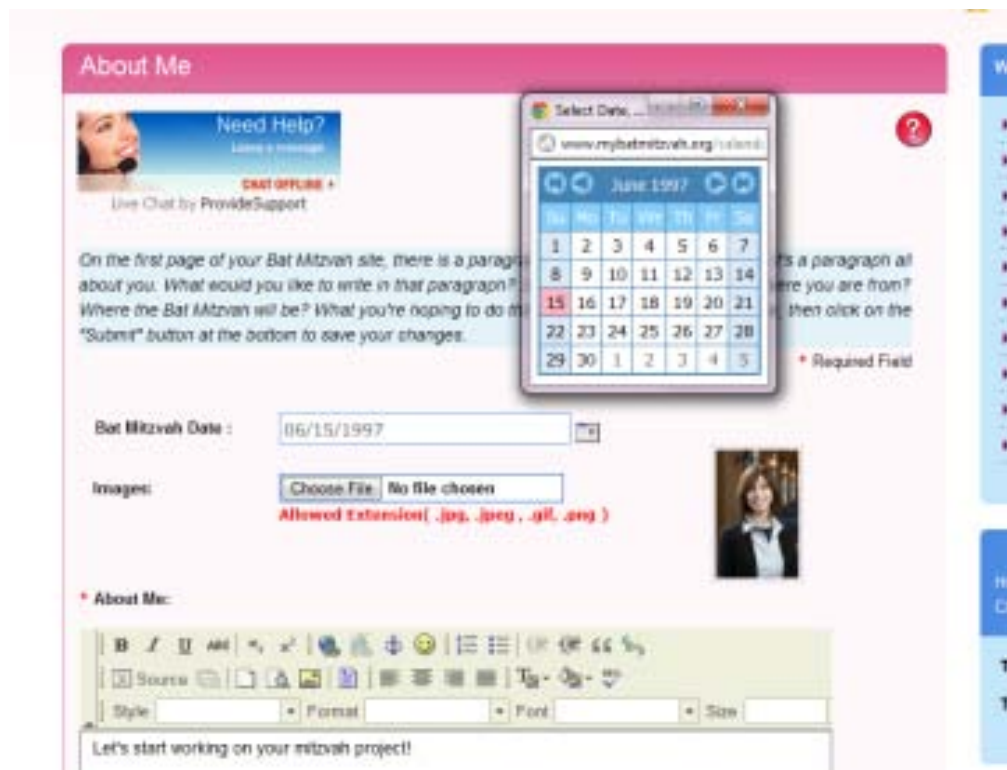 About Me
Need Help?
Leave a message
CHAT OFFLINE
Live Chat by ProvideSupport
Select Date, ...
www.mybatmitzvah.org/calend
June 1997
Su Mo Tu We Th Fr Sa
1 2 3 4 5 6 7
8 9 10 11 12 13 14
15 16 17 18 19 20 21
22 23 24 25 26 27 28
29 30 1 2 3 4 5
On the first page of your Bat Mitzvah site, there is a paragr s a paragraph all
about you. What would you like to write in that paragraph? ere you are from?
Where the Bat Mitzvah will be? What you're hoping to do th , then click on the
"Submit" button at the bottom to save your changes.
* Required Field
Bat Mitzvah Date :
06/15/1997
Images:
Choose File No file chosen
Allowed Extension( .jpg, .jpeg , .gif, .png )
* About Me:
B I U ABC
Source
Style Format Font Size
Let's start working on your mitzvah project!